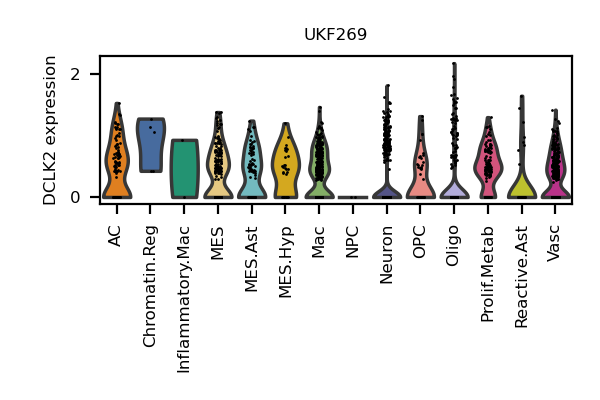 UKF269
DCLK2 expression
2
0
AC
Chromatin.Reg
Inflammatory.Mac
MES
MES.Ast
MES.Hyp
Mac
NPC
Neuron
OPC
Oligo
Prolif.Metab
Reactive.Ast
Vasc